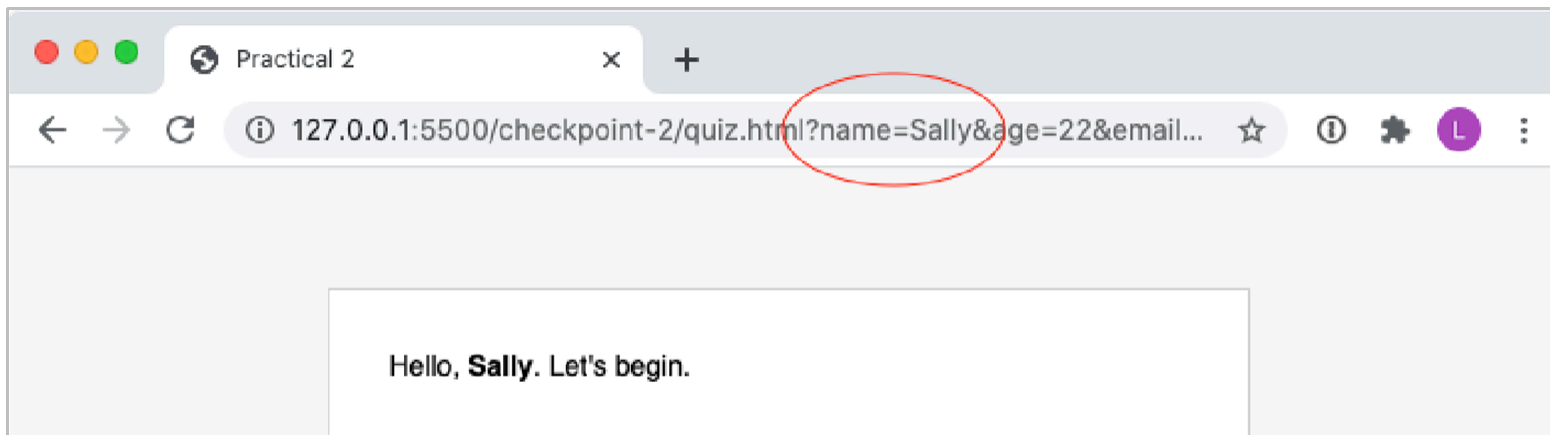 Practical 2
127.0.0.1:5500/checkpoint-2/quiz.html?name=Sally&age=22&email...
L
Hello, Sally. Let's begin.